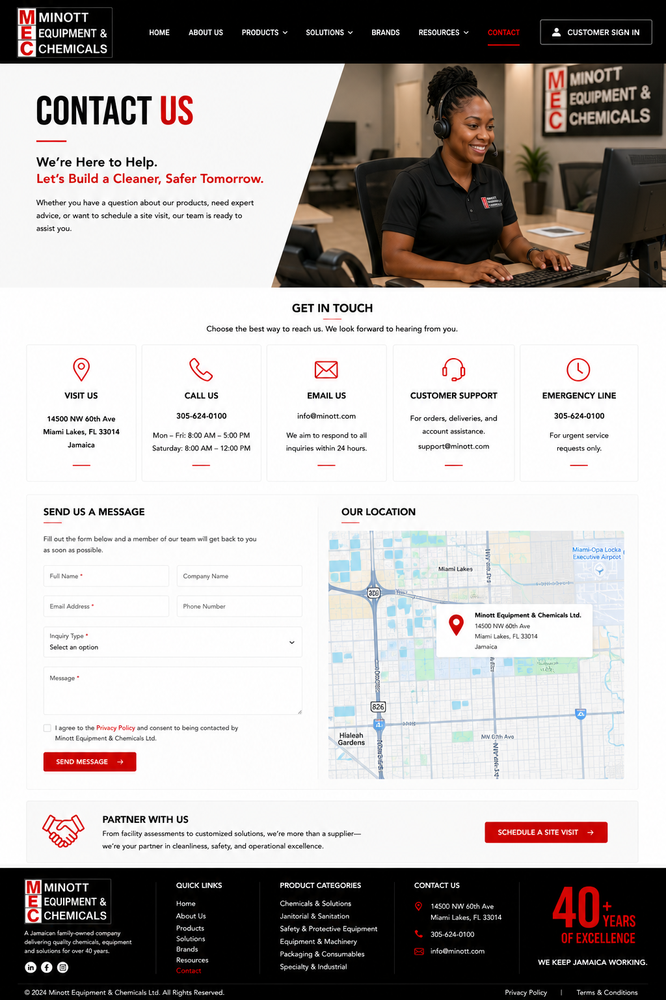 MEC
MINOTT
EQUIPMENT &
CHEMICALS
HOME
ABOUT US
PRODUCTS
SOLUTIONS
BRANDS
RESOURCES
CONTACT
CUSTOMER SIGN IN
CONTACT US
We're Here to Help.
Let's Build a Cleaner, Safer Tomorrow.
Whether you have a question about our products, need expert
advice, or want to schedule a site visit, our team is ready to
assist you.
MEC
MINOTT
EQUIPMENT &
CHEMICALS
MINOTT
GET IN TOUCH
Choose the best way to reach us. We look forward to hearing from you.
VISIT US
14500 NW 60th Ave
Miami Lakes, FL 33014
Jamaica
CALL US
305-624-0100
Mon – Fri: 8:00 AM – 5:00 PM
Saturday: 8:00 AM – 12:00 PM
EMAIL US
info@minott.com
We aim to respond to all
inquiries within 24 hours.
CUSTOMER SUPPORT
For orders, deliveries, and
account assistance.
support@minott.com
EMERGENCY LINE
305-624-0100
For urgent service
requests only.
SEND US A MESSAGE
Fill out the form below and a member of our team will get back to you
as soon as possible.
Full Name *
Company Name
Email Address *
Phone Number
Inquiry Type *
Select an option
Message *
I agree to the Privacy Policy and consent to being contacted by
Minott Equipment & Chemicals Ltd.
SEND MESSAGE
OUR LOCATION
Miami-Opa Locka
Executive Airpcot
Miami Lakes
Minott Equipment & Chemicals Ltd.
14500 NW 60th Ave
Miami Lakes, FL 33014
Jamaica
826
Hialeah
Gardens
PARTNER WITH US
From facility assessments to customized solutions, we're more than a supplier—
we're your partner in cleanliness, safety, and operational excellence.
SCHEDULE A SITE VISIT
MEC
MINOTT
EQUIPMENT &
CHEMICALS
A Jamaican family-owned company
delivering quality chemicals, equipment
and solutions for over 40 years.
in
f
QUICK LINKS
Home
About Us
Products
Solutions
Brands
Resources
Contact
PRODUCT CATEGORIES
Chemicals & Solutions
Janitorial & Sanitation
Safety & Protective Equipment
Equipment & Machinery
Packaging & Consumables
Specialty & Industrial
CONTACT US
14500 NW 60th Ave
Miami Lakes, FL 33014
305-624-0100
info@minott.com
40+
YEARS
OF EXCELLENCE
WE KEEP JAMAICA WORKING.
© 2024 Minott Equipment & Chemicals Ltd. All Rights Reserved.
Privacy Policy | Terms & Conditions